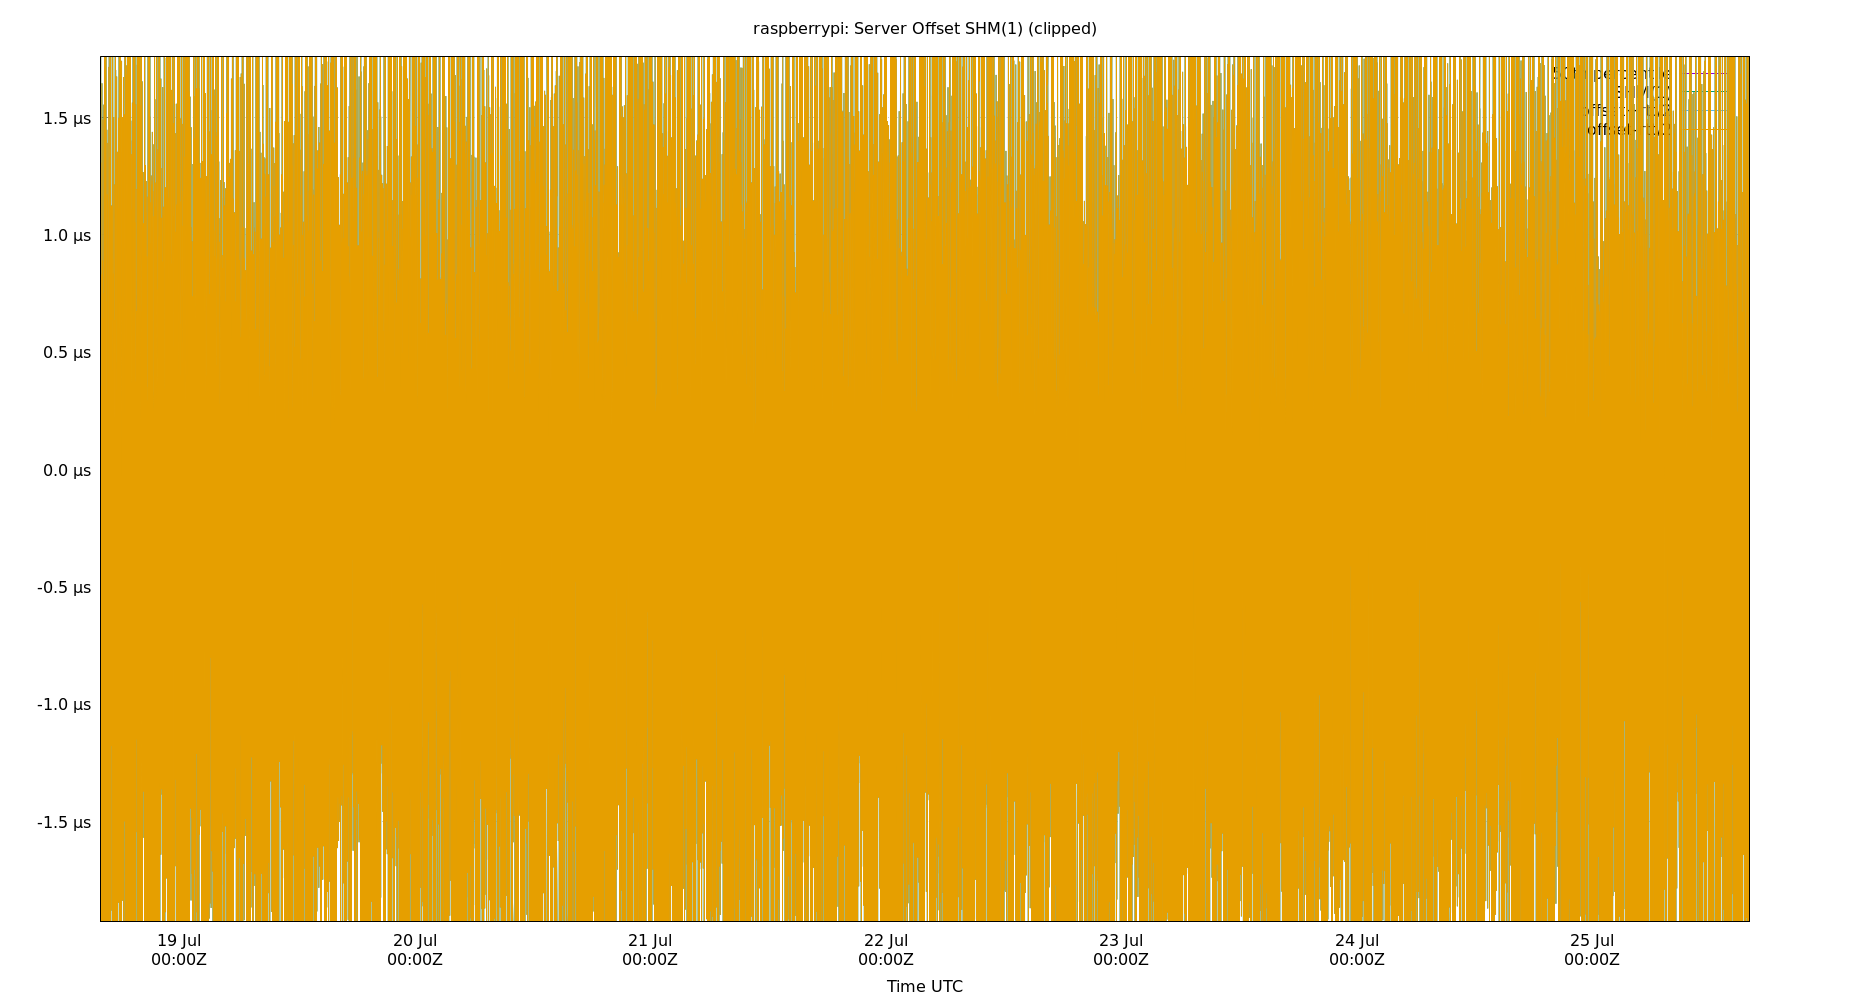 raspberrypi: Server Offset SHM(1) (clipped)
1.5 µs
1.0 µs
0.5 µs
0.0 µs
-0.5 µs
-1.0 µs
-1.5 µs
19 Jul 20 Jul 21 Jul 22 Jul 23 Jul 24 Jul 25 Jul
00:00Z 00:00Z 00:00Z 00:00Z 00:00Z 00:00Z 00:00Z
Time UTC